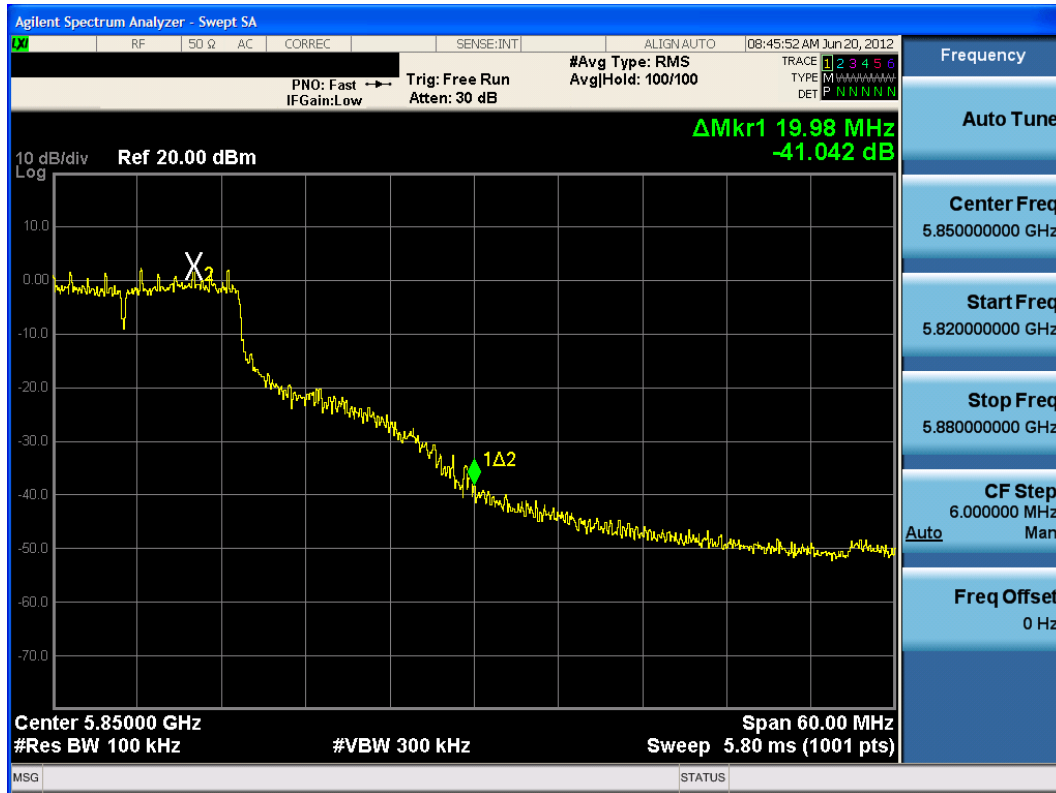 Agilent Spectrum Analyzer - Swept SA
LXI RF 50 Ω AC CORREC SENSE:INT ALIGN AUTO 08:45:52 AM Jun 20, 2012
PNO: Fast
IFGain:Low
Trig: Free Run
Atten: 30 dB
#Avg Type: RMS
Avg|Hold: 100/100
TRACE 1 2 3 4 5 6
TYPE M WWWWW
DET P N N N N N
ΔMkr1 19.98 MHz
-41.042 dB
10 dB/div Ref 20.00 dBm
Log
10.0
0.00
-10.0
-20.0
-30.0
-40.0
-50.0
-60.0
-70.0
X2
1Δ2
Center 5.85000 GHz Span 60.00 MHz
#Res BW 100 kHz #VBW 300 kHz Sweep 5.80 ms (1001 pts)
MSG STATUS
Frequency
Auto Tune
Center Freq
5.850000000 GHz
Start Freq
5.820000000 GHz
Stop Freq
5.880000000 GHz
CF Step
6.000000 MHz
Auto Man
Freq Offset
0 Hz